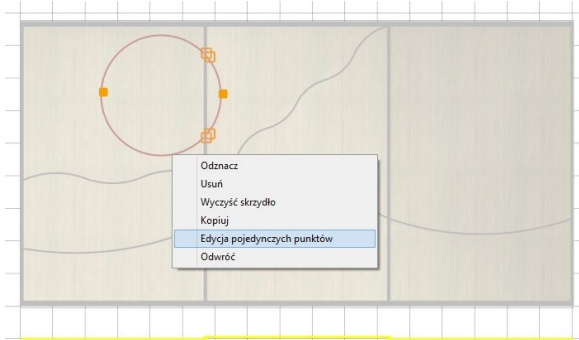 Odznacz
Usuń
Wyczyść skrzydło
Kopiuj
Edycja pojedynczych punktów
Odwróć